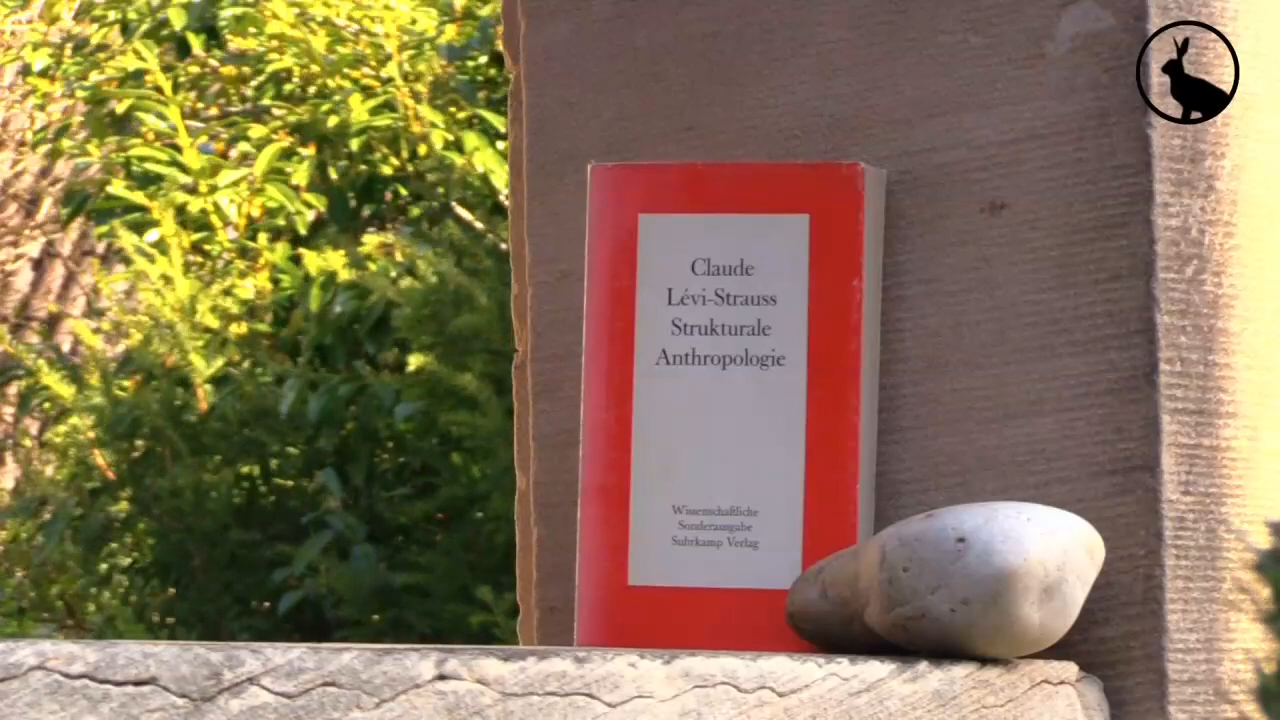 Claude
Lévi-Strauss
Strukturale
Anthropologie
Wissenschaftliche
Sonderausgabe
Suhrkamp Verlag